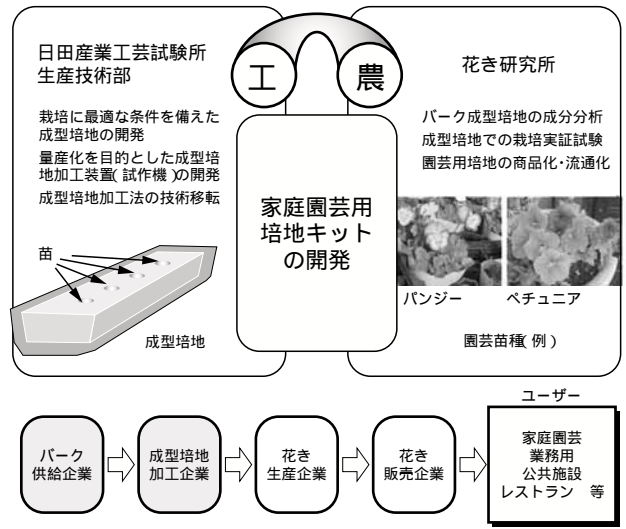 日田産業工芸試験所
生産技術部
栽培に最適な条件を備えた
成型培地の開発
量産化を目的とした成型培
地加工装置(試作機)の開発
成型培地加工法の技術移転
苗
成型培地
工
農
家庭園芸用
培地キット
の開発
花き研究所
バーク成型培地の成分分析
成型培地での栽培実証試験
園芸用培地の商品化・流通化
パンジー
ペチュニア
園芸苗種(例)
バーク
供給企業
成型培地
加工企業
花き
生産企業
花き
販売企業
ユーザー
家庭園芸
業務用
公共施設
レストラン 等